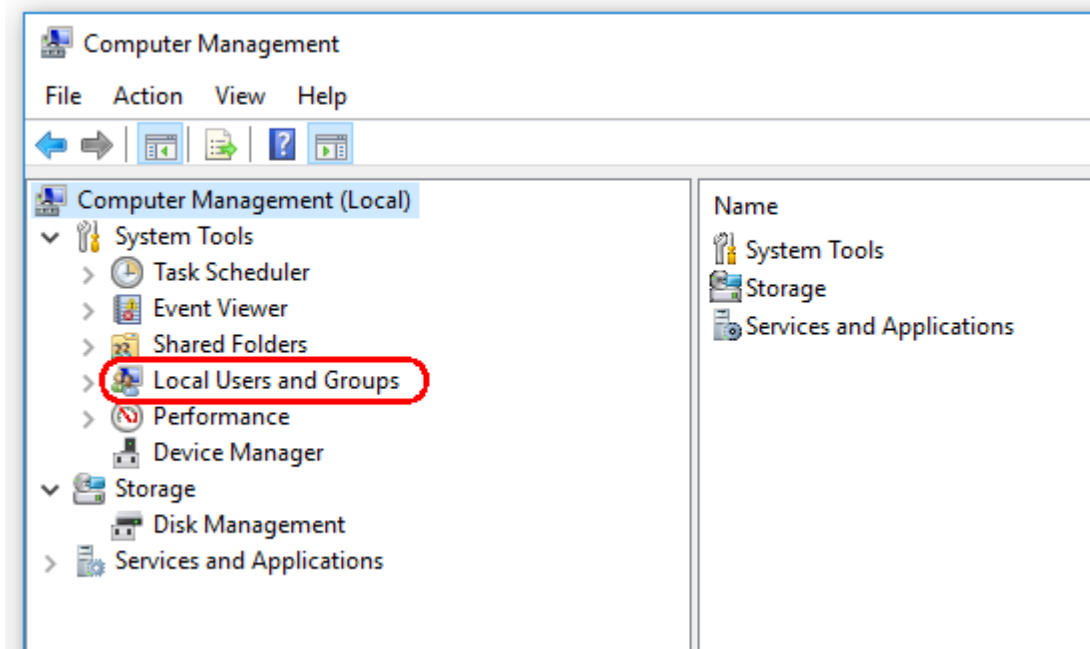 Computer Management
File Action View Help
Computer Management (Local)
System Tools
Task Scheduler
Event Viewer
Shared Folders
Local Users and Groups
Performance
Device Manager
Storage
Disk Management
Services and Applications
Name
System Tools
Storage
Services and Applications